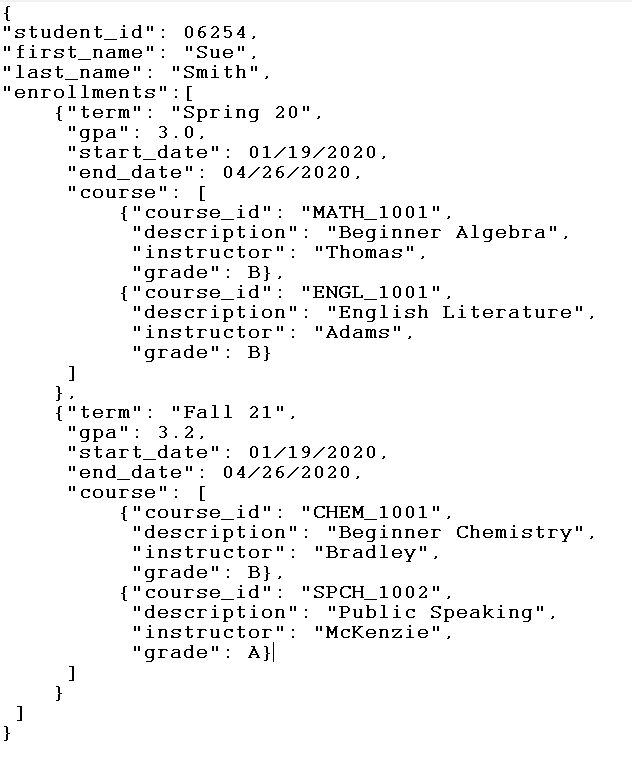 {
"student_id": 06254,
"first_name": "Sue",
"last_name": "Smith",
"enrollments":[
    {"term": "Spring 20",
     "gpa": 3.0,
     "start_date": 01/19/2020,
     "end_date": 04/26/2020,
     "course": [
         {"course_id": "MATH_1001",
          "description": "Beginner Algebra",
          "instructor": "Thomas",
          "grade": B},
         {"course_id": "ENGL_1001",
          "description": "English Literature",
          "instructor": "Adams",
          "grade": B}
     ]
    },
    {"term": "Fall 21",
     "gpa": 3.2,
     "start_date": 01/19/2020,
     "end_date": 04/26/2020,
     "course": [
         {"course_id": "CHEM_1001",
          "description": "Beginner Chemistry",
          "instructor": "Bradley",
          "grade": B},
         {"course_id": "SPCH_1002",
          "description": "Public Speaking",
          "instructor": "McKenzie",
          "grade": A}
     ]
    }
 ]
}